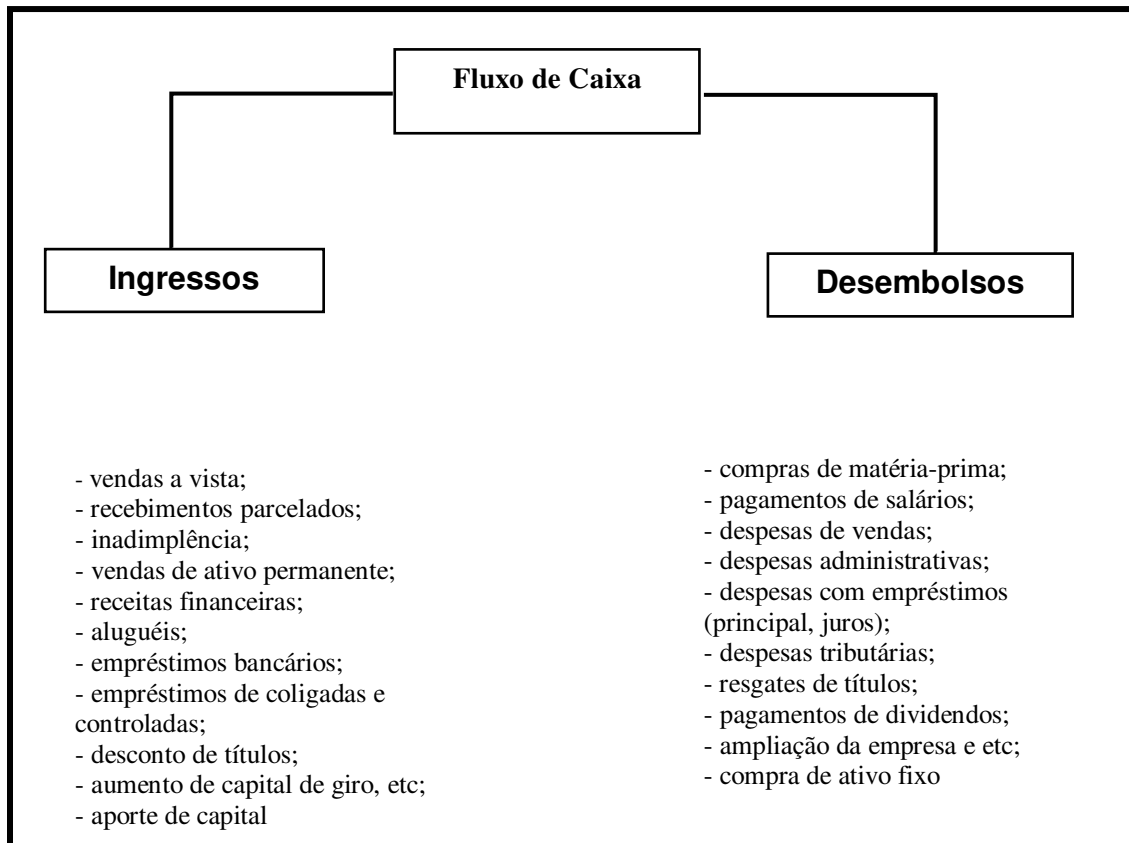 Fluxo de Caixa
Ingressos
Desembolsos
- vendas a vista;
- recebimentos parcelados;
- inadimplência;
- vendas de ativo permanente;
- receitas financeiras;
- aluguéis;
- empréstimos bancários;
- empréstimos de coligadas e
controladas;
- desconto de títulos;
- aumento de capital de giro, etc;
- aporte de capital
- compras de matéria-prima;
- pagamentos de salários;
- despesas de vendas;
- despesas administrativas;
- despesas com empréstimos
(principal, juros);
- despesas tributárias;
- resgates de títulos;
- pagamentos de dividendos;
- ampliação da empresa e etc;
- compra de ativo fixo